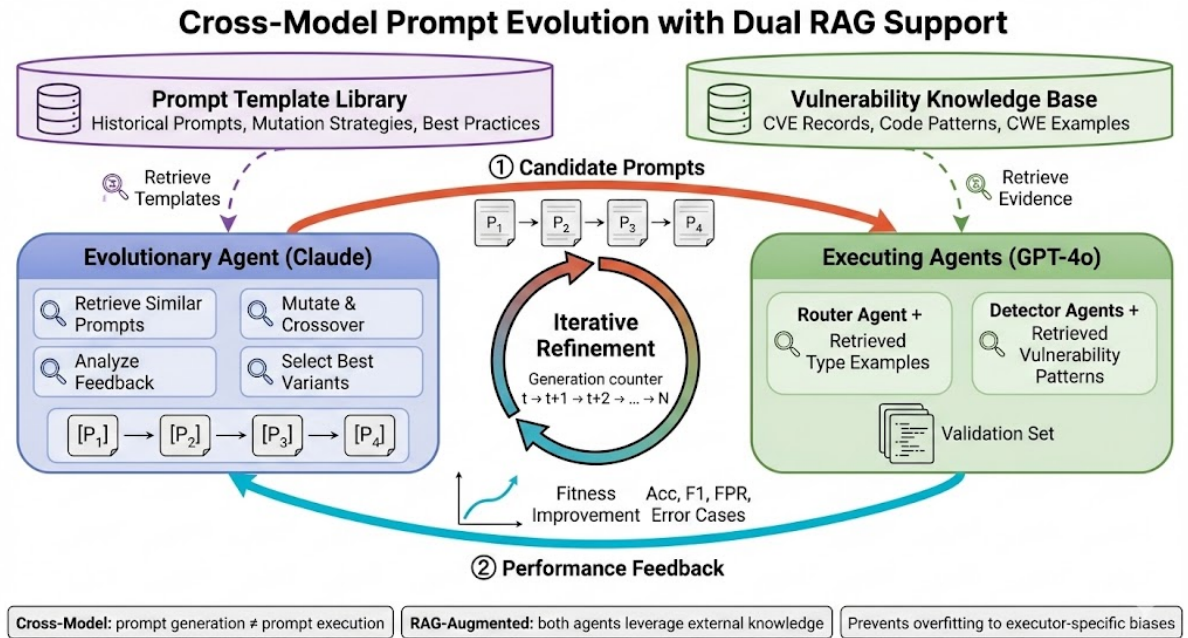 Cross-Model Prompt Evolution with Dual RAG Support
Prompt Template Library
Historical Prompts, Mutation Strategies, Best Practices
Vulnerability Knowledge Base
CVE Records, Code Patterns, CWE Examples
Retrieve
Templates
① Candidate Prompts
Retrieve
Evidence
P₁ → P₂ → P₃ → P₄
Evolutionary Agent (Claude)
Retrieve Similar
Prompts
Mutate &
Crossover
Analyze
Feedback
Select Best
Variants
[P₁] → [P₂] → [P₃] → [P₄]
Iterative
Refinement
Generation counter
t → t+1 → t+2 → ... → N
Executing Agents (GPT-4o)
Router Agent +
Retrieved
Type Examples
Detector Agents +
Retrieved
Vulnerability
Patterns
Validation Set
Fitness
Improvement
Acc, F1, FPR,
Error Cases
② Performance Feedback
Cross-Model: prompt generation ≠ prompt execution
RAG-Augmented: both agents leverage external knowledge
Prevents overfitting to executor-specific biases